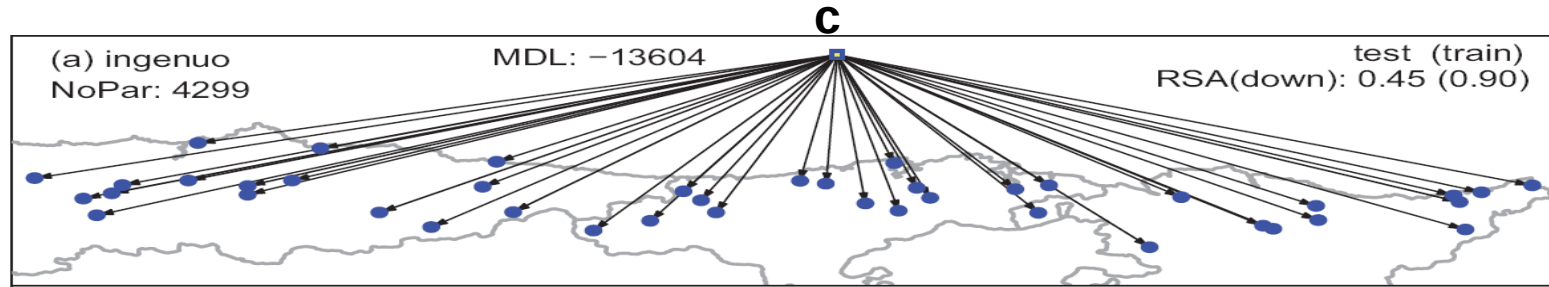 c
(a) ingenuo
NoPar: 4299
MDL: −13604
test (train)
RSA(down): 0.45 (0.90)